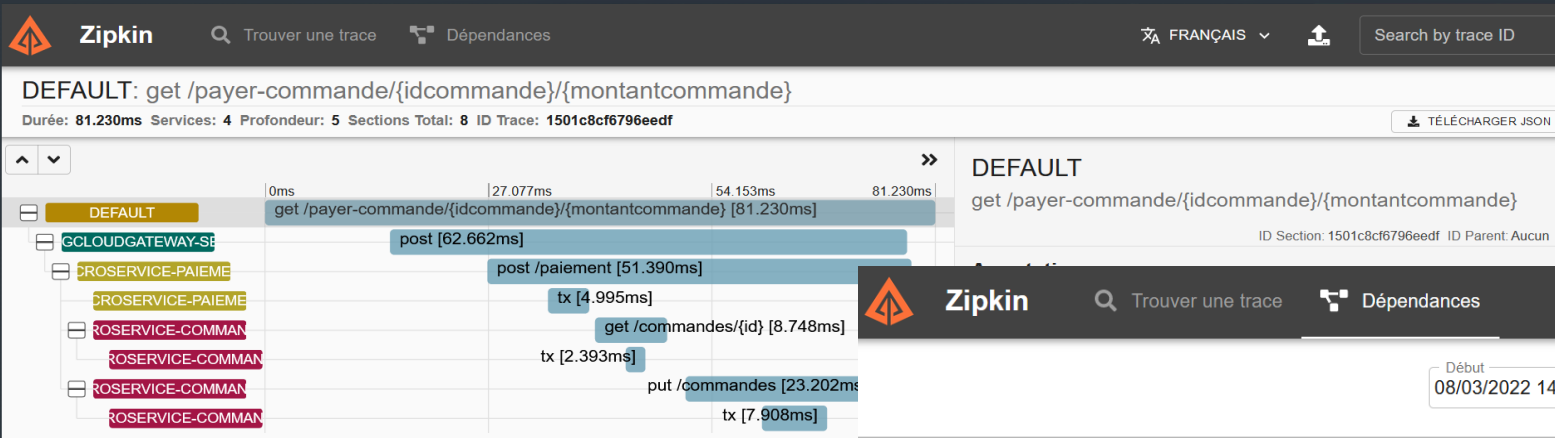 Zipkin Trouver une trace Dépendances FRANÇAIS Search by trace ID
DEFAULT: get /payer-commande/{idcommande}/{montantcommande}
Durée: 81.230ms Services: 4 Profondeur: 5 Sections Total: 8 ID Trace: 1501c8cf6796eedf
TÉLÉCHARGER JSON
0ms 27.077ms 54.153ms 81.230ms
DEFAULT get /payer-commande/{idcommande}/{montantcommande} [81.230ms]
GCLOUDGATEWAY-SE post [62.662ms]
CROSERVICE-PAIEME post /paiement [51.390ms]
CROSERVICE-PAIEME tx [4.995ms]
ROSERVICE-COMMAN get /commandes/{id} [8.748ms]
ROSERVICE-COMMAN tx [2.393ms]
ROSERVICE-COMMAN put /commandes [23.202ms
ROSERVICE-COMMAN tx [7.908ms]
DEFAULT
get /payer-commande/{idcommande}/{montantcommande}
ID Section: 1501c8cf6796eedf ID Parent: Aucun
Zipkin Trouver une trace Dépendances
Début
08/03/2022 14